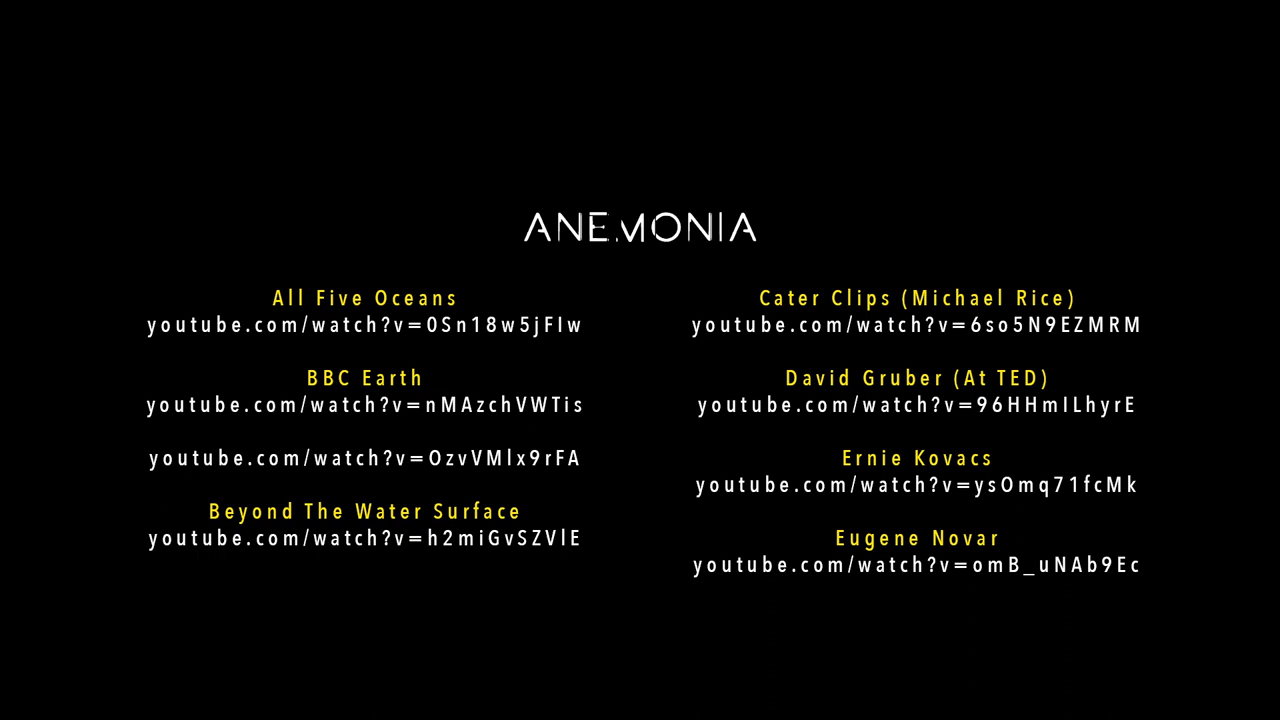 ANEMONIA
All Five Oceans
youtube.com/watch?v=0Sn18w5jFIw
BBC Earth
youtube.com/watch?v=nMAzchVWTis
youtube.com/watch?v=OzvVMlx9rFA
Beyond The Water Surface
youtube.com/watch?v=h2miGvSZVlE
Cater Clips (Michael Rice)
youtube.com/watch?v=6so5N9EZMRM
David Gruber (At TED)
youtube.com/watch?v=96HHmILhyrE
Ernie Kovacs
youtube.com/watch?v=ysOmq71fcMk
Eugene Novar
youtube.com/watch?v=omB_uNAb9Ec